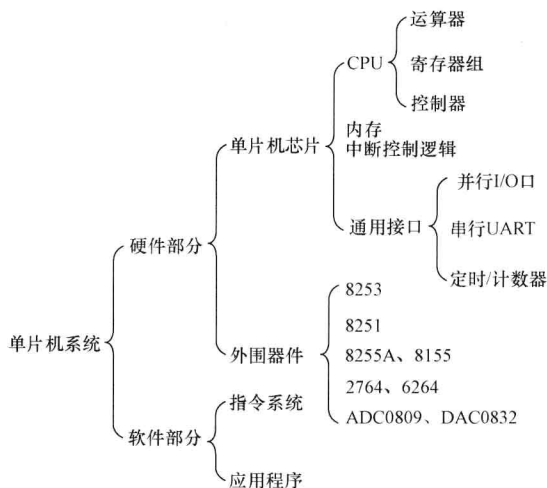 运算器
CPU
寄存器组
控制器
单片机芯片
内存
中断控制逻辑
并行I/O口
通用接口
串行UART
定时/计数器
硬件部分
8253
8251
单片机系统
外围器件
8255A、8155
2764、6264
指令系统
ADC0809、DAC0832
软件部分
应用程序